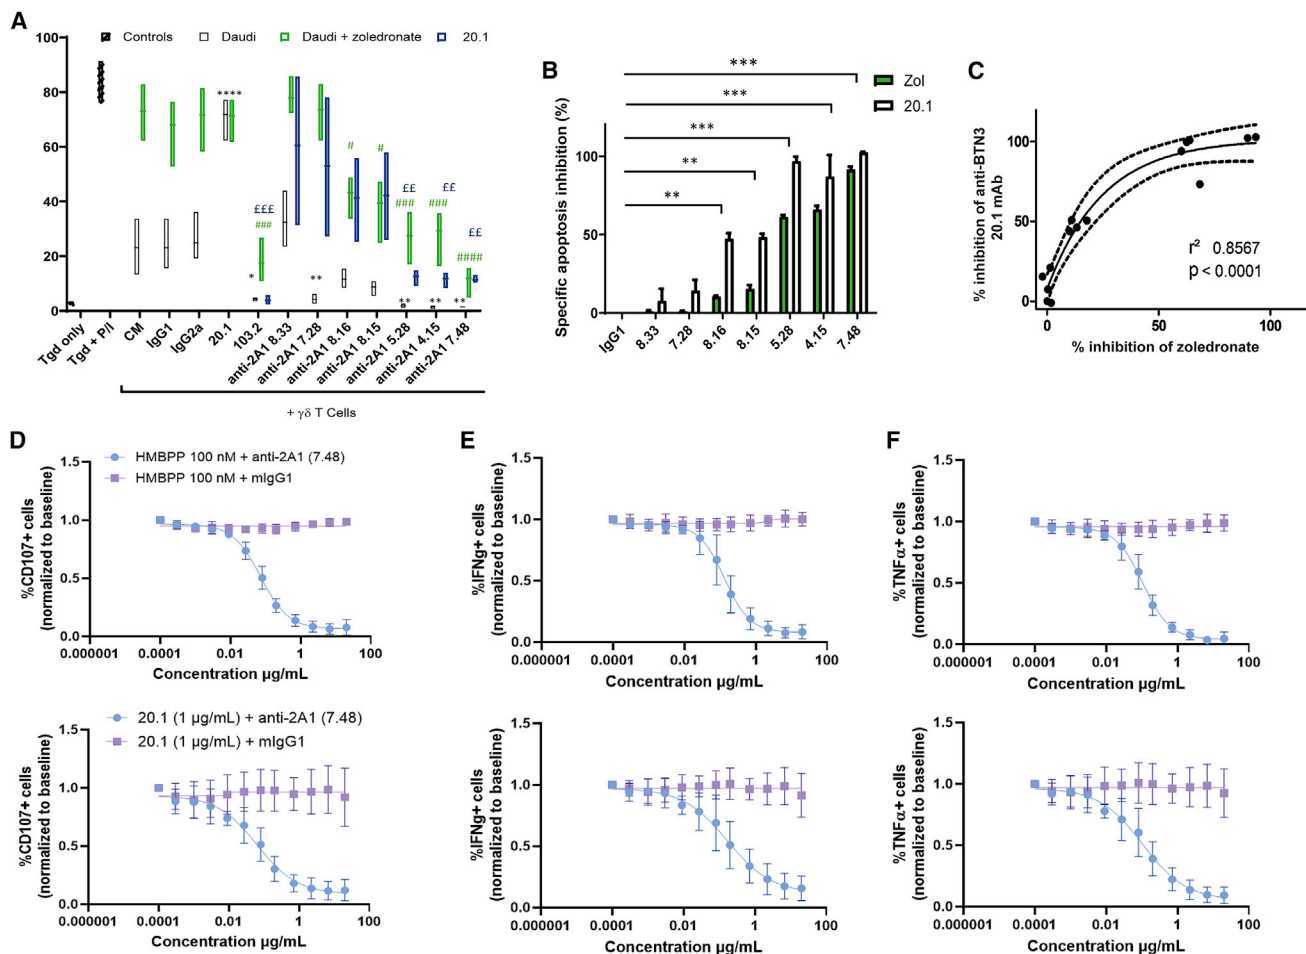 A
Controls
Daudi
Daudi + zoledronate
20.1
100
80
60
40
20
0
****
*
£££
###
**
#
#
££
###
**
££
###
**
££
####
**
Tgd only
Tgd + P/I
CM
IgG1
IgG2a
20.1
103.2
anti-2A1 8.33
anti-2A1 7.28
anti-2A1 8.16
anti-2A1 8.15
anti-2A1 5.28
anti-2A1 4.15
anti-2A1 7.48
+ γδ T Cells
B
Specific apoptosis inhibition (%)
100
50
0
***
***
***
**
**
Zol
20.1
IgG1
8.33
7.28
8.16
8.15
5.28
4.15
7.48
C
% inhibition of anti-BTN3
20.1 mAb
100
50
0
r² 0.8567
p < 0.0001
0
50
100
% inhibition of zoledronate
D
HMBPP 100 nM + anti-2A1 (7.48)
HMBPP 100 nM + mIgG1
%CD107+ cells
(normalized to baseline)
1.5
1.0
0.5
0.0
0.000001
0.0001
0.01
1
100
Concentration µg/mL
20.1 (1 µg/mL) + anti-2A1 (7.48)
20.1 (1 µg/mL) + mIgG1
%CD107+ cells
(normalized to baseline)
1.5
1.0
0.5
0.0
0.000001
0.0001
0.01
1
100
Concentration µg/mL
E
%IFNg+ cells
(normalized to baseline)
1.5
1.0
0.5
0.0
0.000001
0.0001
0.01
1
100
Concentration µg/mL
%IFNg+ cells
(normalized to baseline)
1.5
1.0
0.5
0.0
0.000001
0.0001
0.01
1
100
Concentration µg/mL
F
%TNFα+ cells
(normalized to baseline)
1.5
1.0
0.5
0.0
0.000001
0.0001
0.01
1
100
Concentration µg/mL
%TNFα+ cells
(normalized to baseline)
1.5
1.0
0.5
0.0
0.000001
0.0001
0.01
1
100
Concentration µg/mL